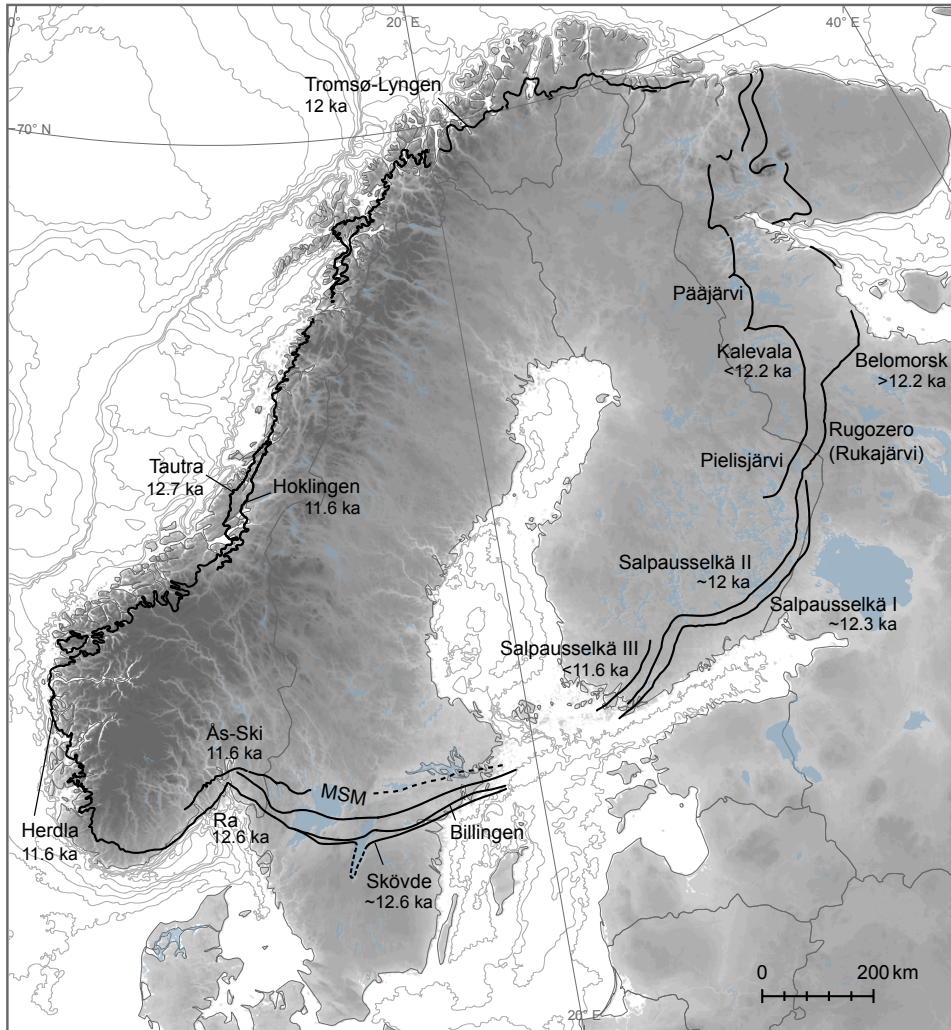 0°
20° E
40° E
70° N
Tromsø-Lyngen
12 ka
Pääjärvi
Kalevala
<12.2 ka
Belomorsk
>12.2 ka
Rugozero
(Rukajärvi)
Pielisjärvi
Tautra
12.7 ka
Hoklingen
11.6 ka
Salpausselkä II
~12 ka
Salpausselkä I
~12.3 ka
Salpausselkä III
<11.6 ka
Ås-Ski
11.6 ka
MSM
Ra
12.6 ka
Billingen
Herdla
11.6 ka
Skövde
~12.6 ka
0 200 km
20° E